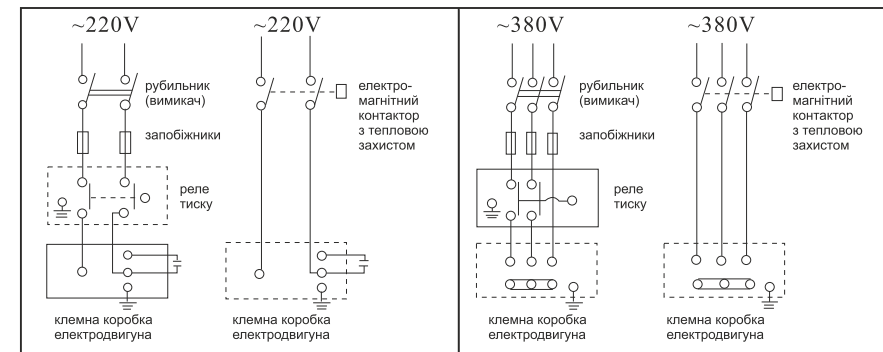 ~220V
~220V
рубильник
(вимикач)
запобіжники
реле
тиску
електро-
магнітний
контактор
з тепловою
захистом
клемна коробка
електродвигуна
клемна коробка
електродвигуна
~380V
~380V
рубильник
(вимикач)
запобіжники
реле
тиску
електро-
магнітний
контактор
з тепловою
захистом
клемна коробка
електродвигуна
клемна коробка
електродвигуна